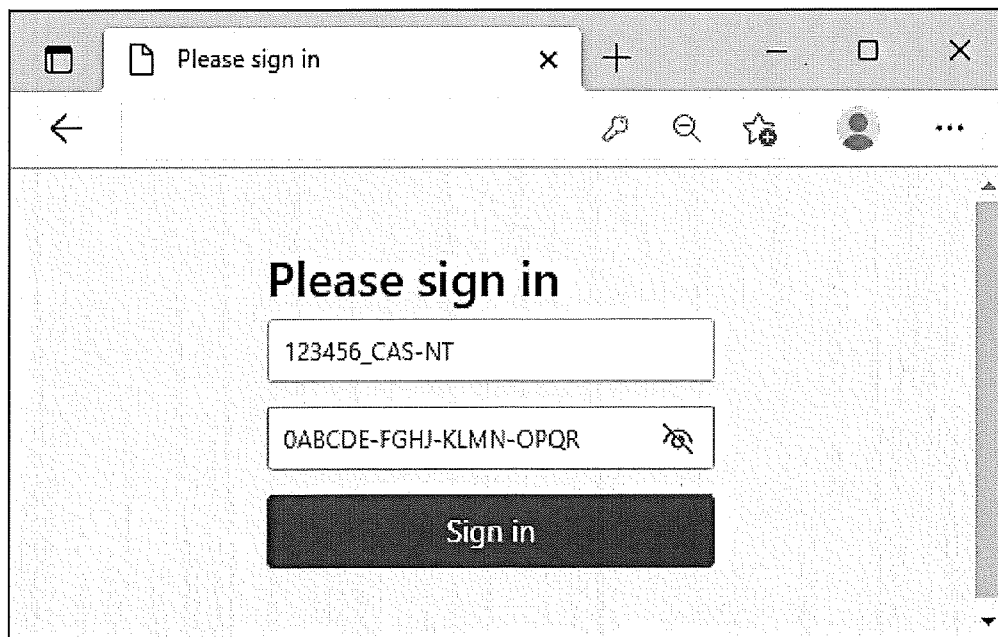 Please sign in
Please sign in
123456_CAS-NT
0ABCDE-FGHJ-KLMN-OPQR
Sign in